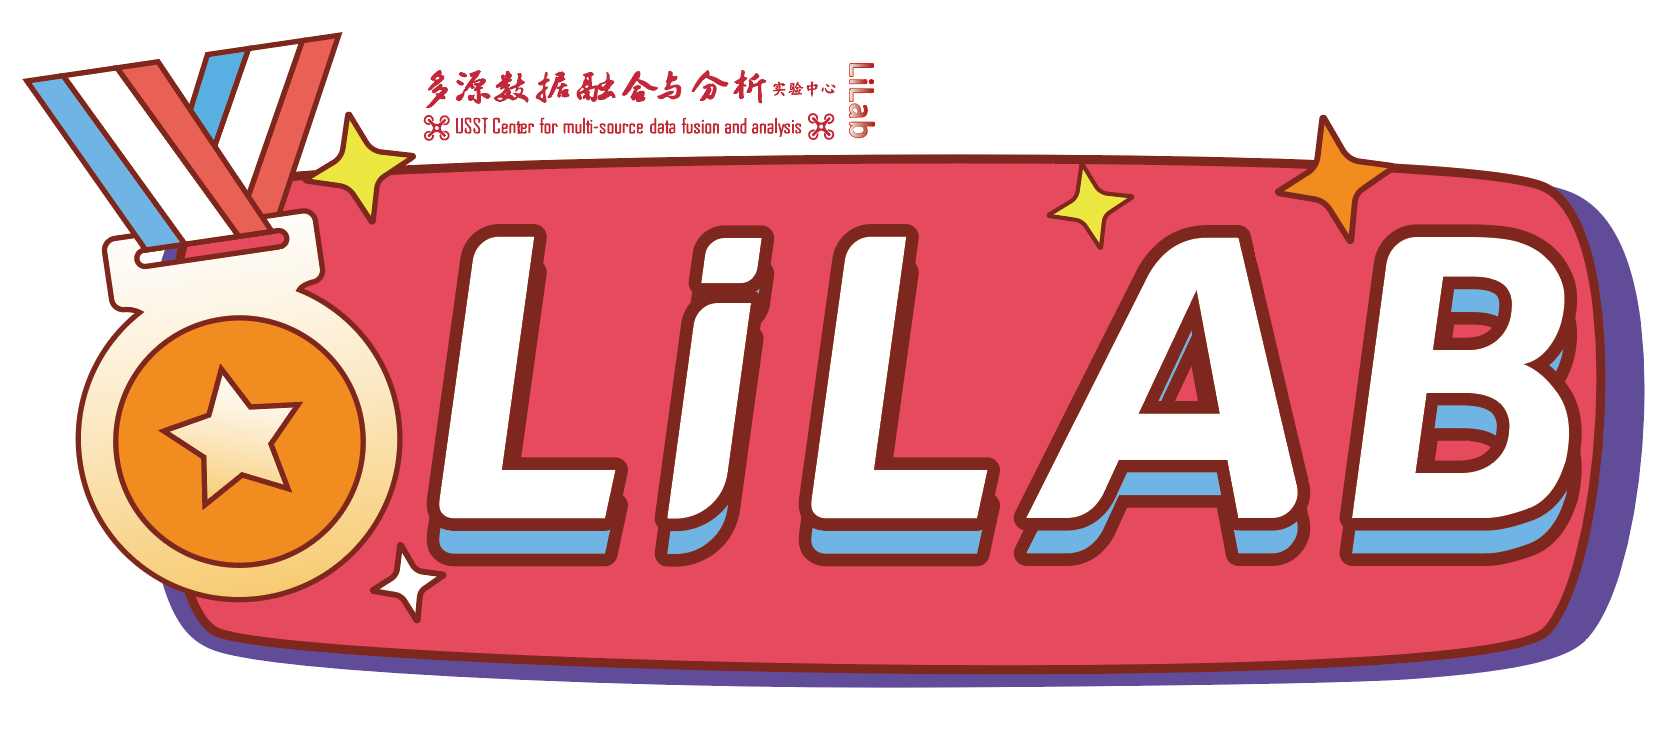 多源数据融合与分析实验中心
USST Center for multi-source data fusion and analysis
LiLab
LiLAB